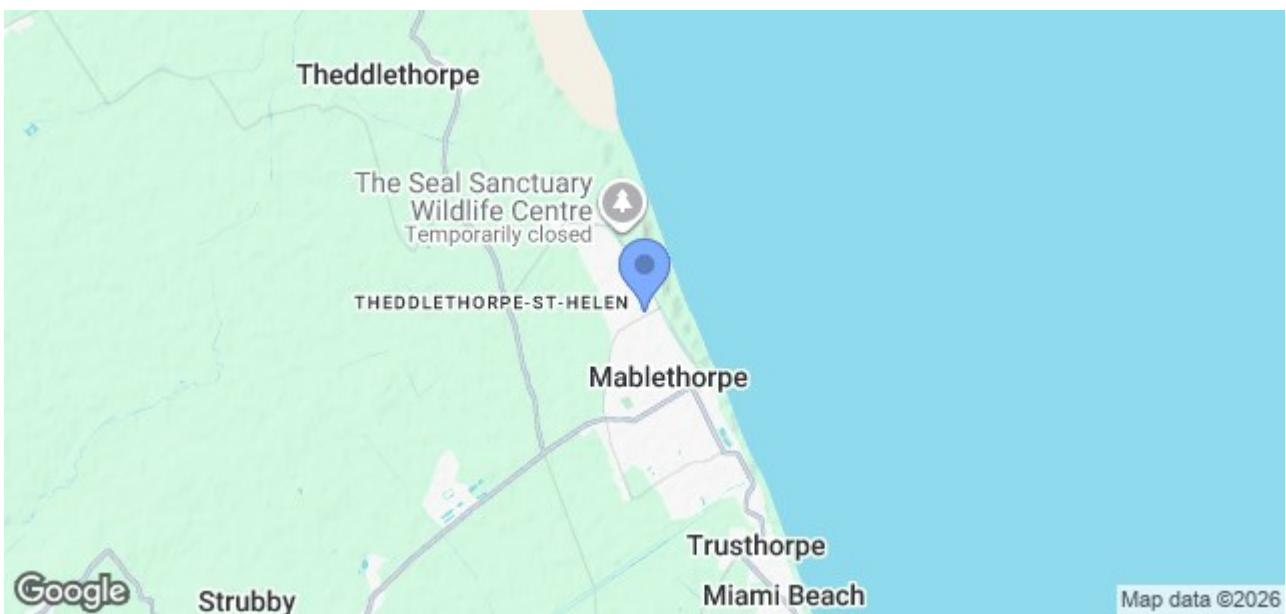 Theddlethorpe
The Seal Sanctuary
Wildlife Centre
Temporarily closed
THEDDLETHORPE-ST-HELEN
Mablethorpe
Trusthorpe
Miami Beach
Strubby
Google
Map data ©2026